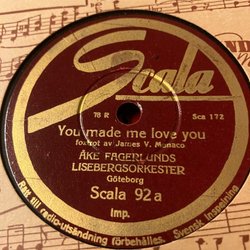 Scala
78 R
Sca 172
You made me love you
foxtrot av James V. Monaco
ÅKE FAGERLUNDS
LISEBERGSORKESTER
Göteborg
Scala 92 a
Imp.
Rätt till radio-utsändning förbehålles. Svensk inspelning